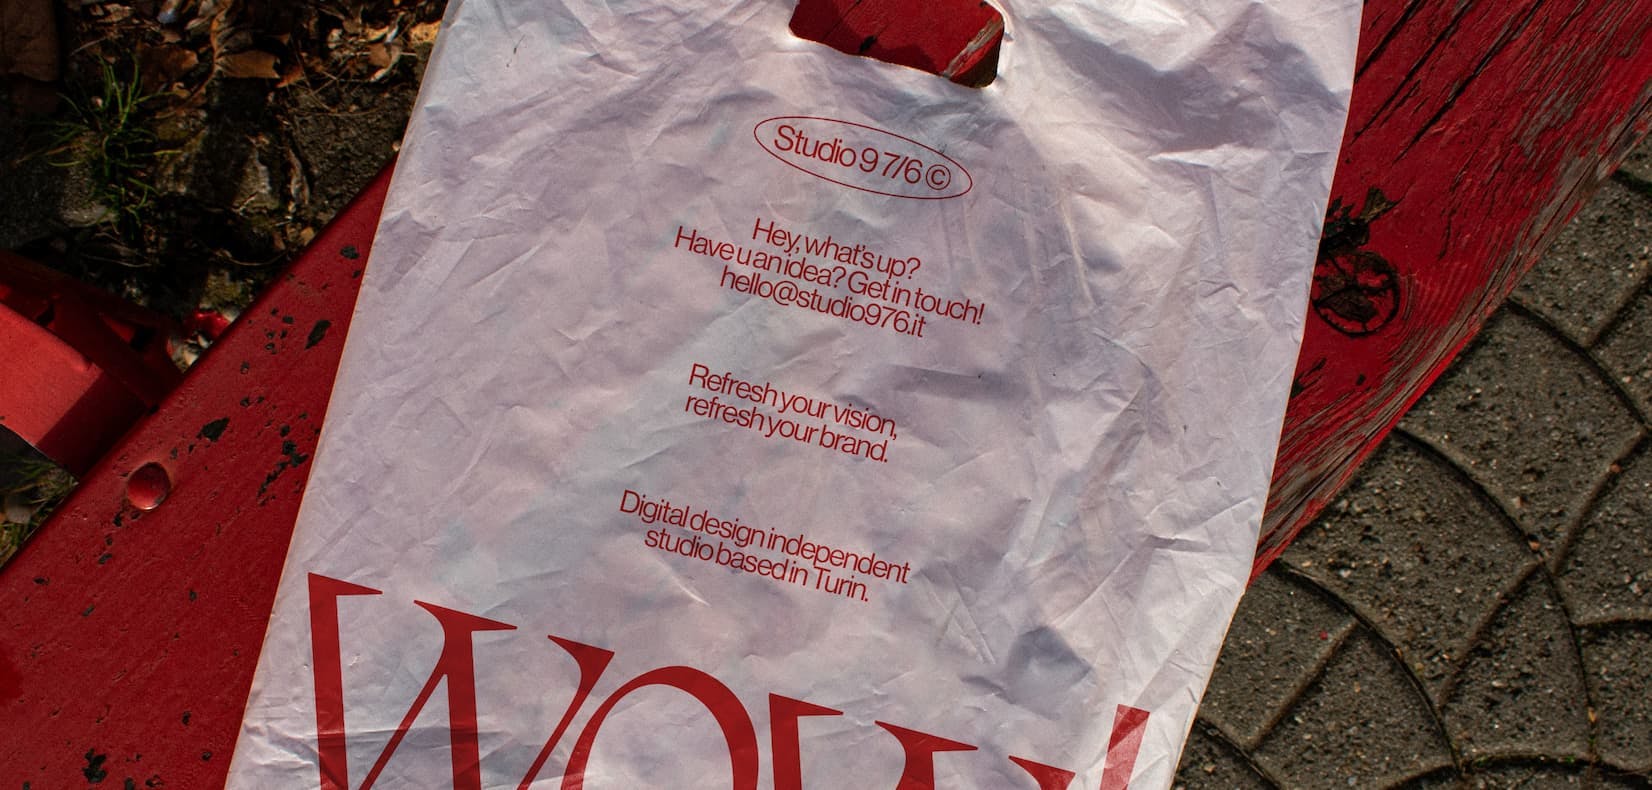 Studio 97/6©
Hey, what's up?
Have u an idea? Get in touch!
hello@studio976.it
Refresh your vision,
refresh your brand.
Digital design independent
studio based in Turin.
Wow!